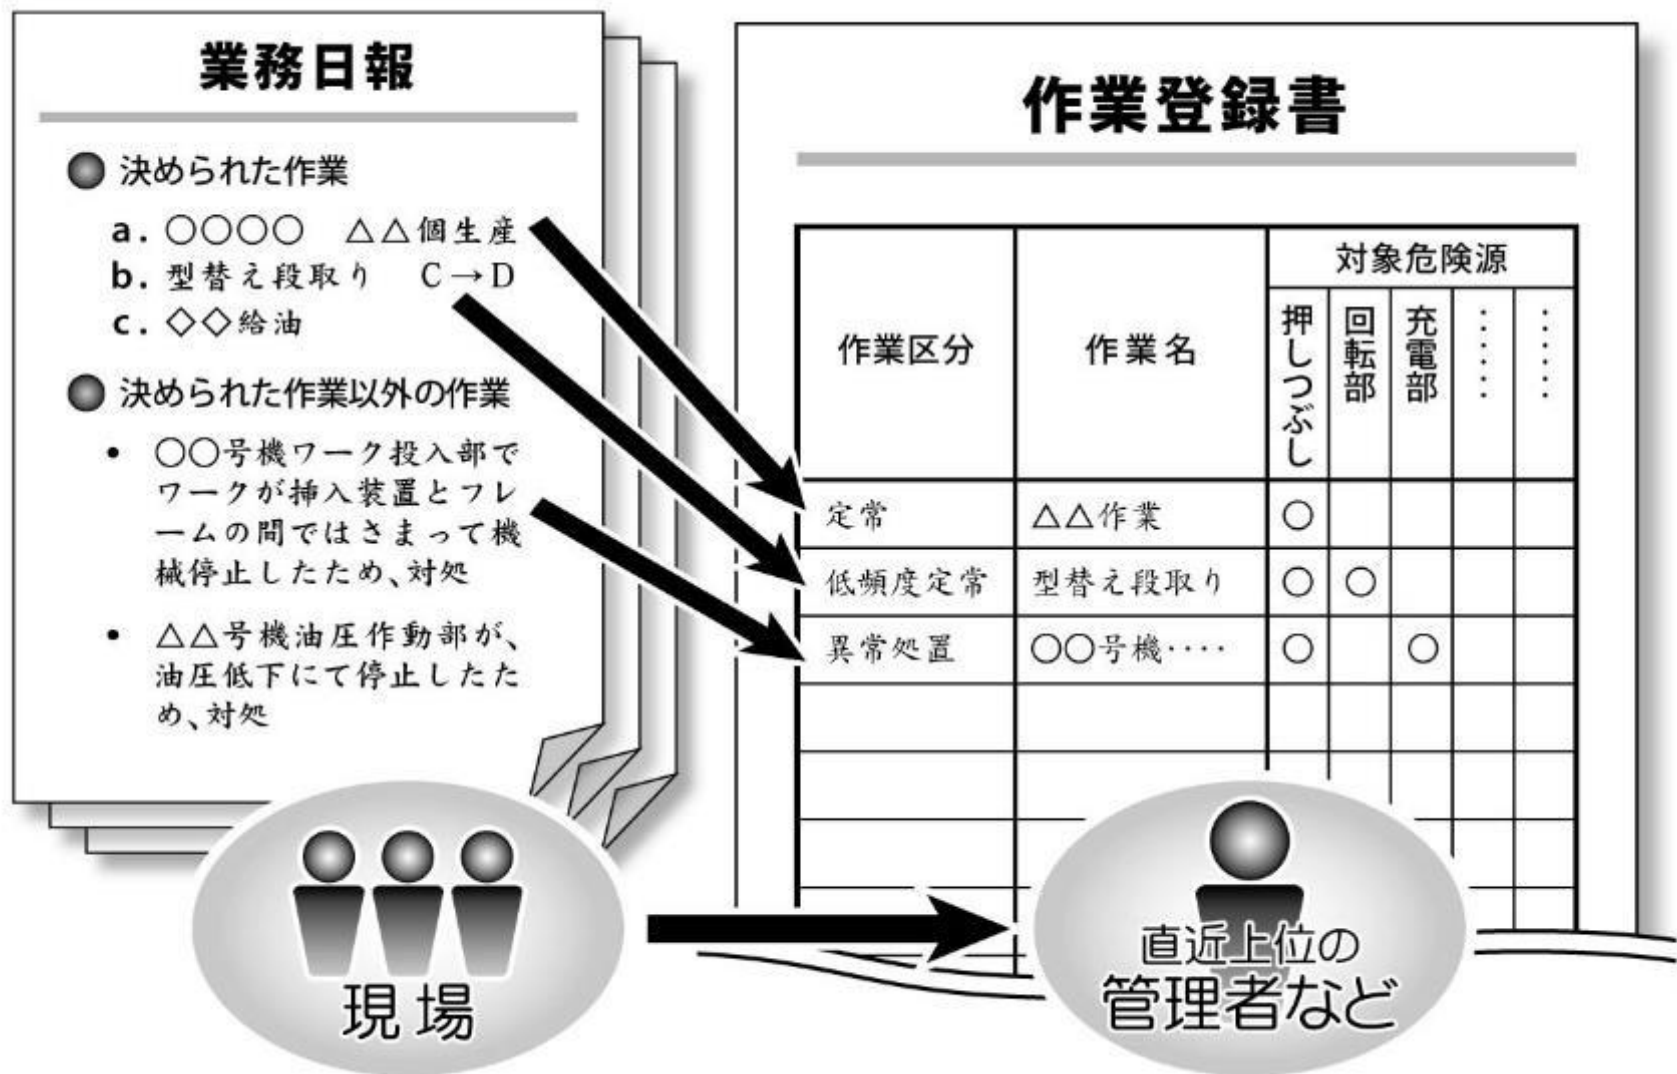 業務日報
決められた作業
a. ○○○○ △△個生産
b. 型替え段取り C→D
c. ◇◇給油
決められた作業以外の作業
• ○○号機ワーク投入部で
ワークが挿入装置とフレ
ームの間ではさまって機
械停止したため、対処
• △△号機油圧作動部が、
油圧低下にて停止したた
め、対処
現場
作業登録書
作業区分 作業名 対象危険源
押しつぶし 回転部 充電部 ‥‥‥ ‥‥‥
定常 △△作業 ○
低頻度定常 型替え段取り ○ ○
異常処置 ○○号機‥‥ ○ ○
直近上位の
管理者など